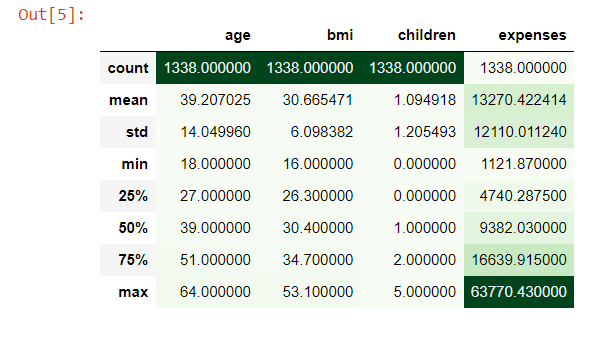 Out[5]:
age bmi children expenses
count 1338.000000 1338.000000 1338.000000 1338.000000
mean 39.207025 30.665471 1.094918 13270.422414
std 14.049960 6.098382 1.205493 12110.011240
min 18.000000 16.000000 0.000000 1121.870000
25% 27.000000 26.300000 0.000000 4740.287500
50% 39.000000 30.400000 1.000000 9382.030000
75% 51.000000 34.700000 2.000000 16639.915000
max 64.000000 53.100000 5.000000 63770.430000